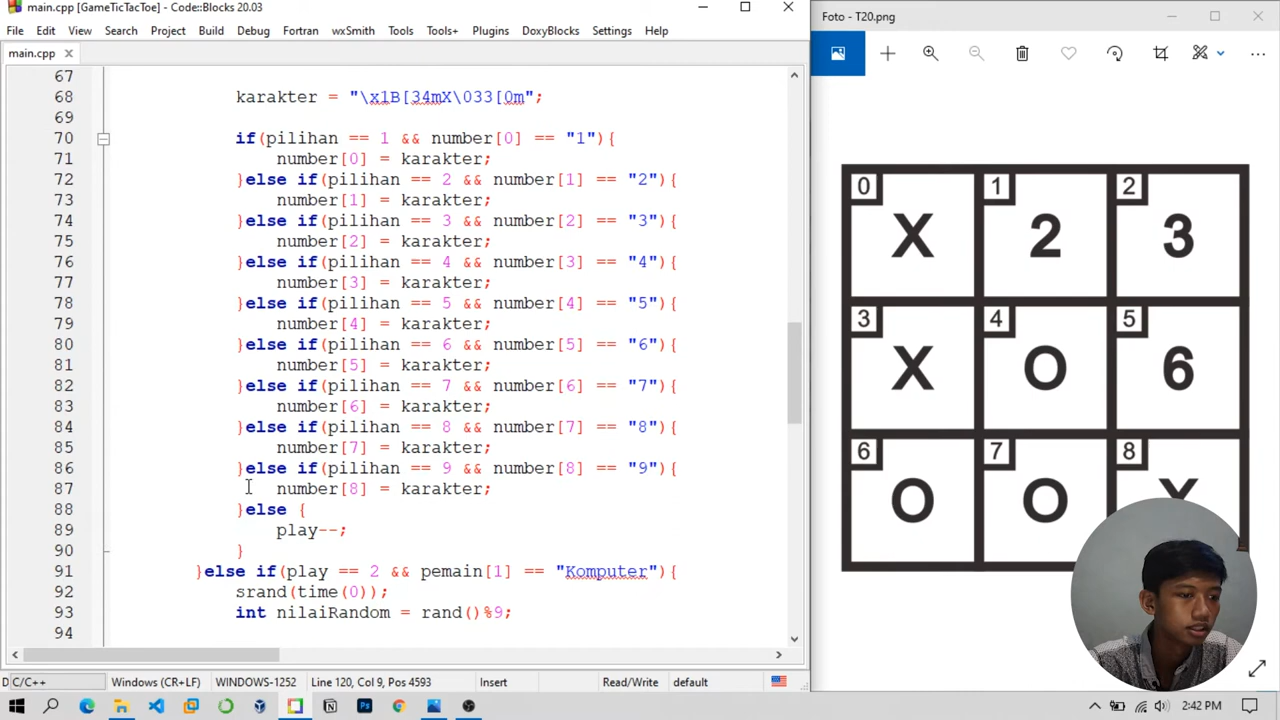 main.cpp [GameTicTacToe] - Code::Blocks 20.03
File Edit View Search Project Build Debug Fortran wxSmith Tools Tools+ Plugins DoxyBlocks Settings Help
main.cpp
67
68 karakter = "\x1B[34mX\033[0m";
69
70 if(pilihan == 1 && number[0] == "1"){
71 number[0] = karakter;
72 }else if(pilihan == 2 && number[1] == "2"){
73 number[1] = karakter;
74 }else if(pilihan == 3 && number[2] == "3"){
75 number[2] = karakter;
76 }else if(pilihan == 4 && number[3] == "4"){
77 number[3] = karakter;
78 }else if(pilihan == 5 && number[4] == "5"){
79 number[4] = karakter;
80 }else if(pilihan == 6 && number[5] == "6"){
81 number[5] = karakter;
82 }else if(pilihan == 7 && number[6] == "7"){
83 number[6] = karakter;
84 }else if(pilihan == 8 && number[7] == "8"){
85 number[7] = karakter;
86 }else if(pilihan == 9 && number[8] == "9"){
87 number[8] = karakter;
88 }else {
89 play--;
90 }
91 }else if(play == 2 && pemain[1] == "Komputer"){
92 srand(time(0));
93 int nilaiRandom = rand()%9;
94
C/C++ Windows (CR+LF) WINDOWS-1252 Line 120, Col 9, Pos 4593 Insert Read/Write default
Foto - T20.png
0 1 2
X 2 3
3 4 5
X O 6
6 7 8
O O X
2:42 PM